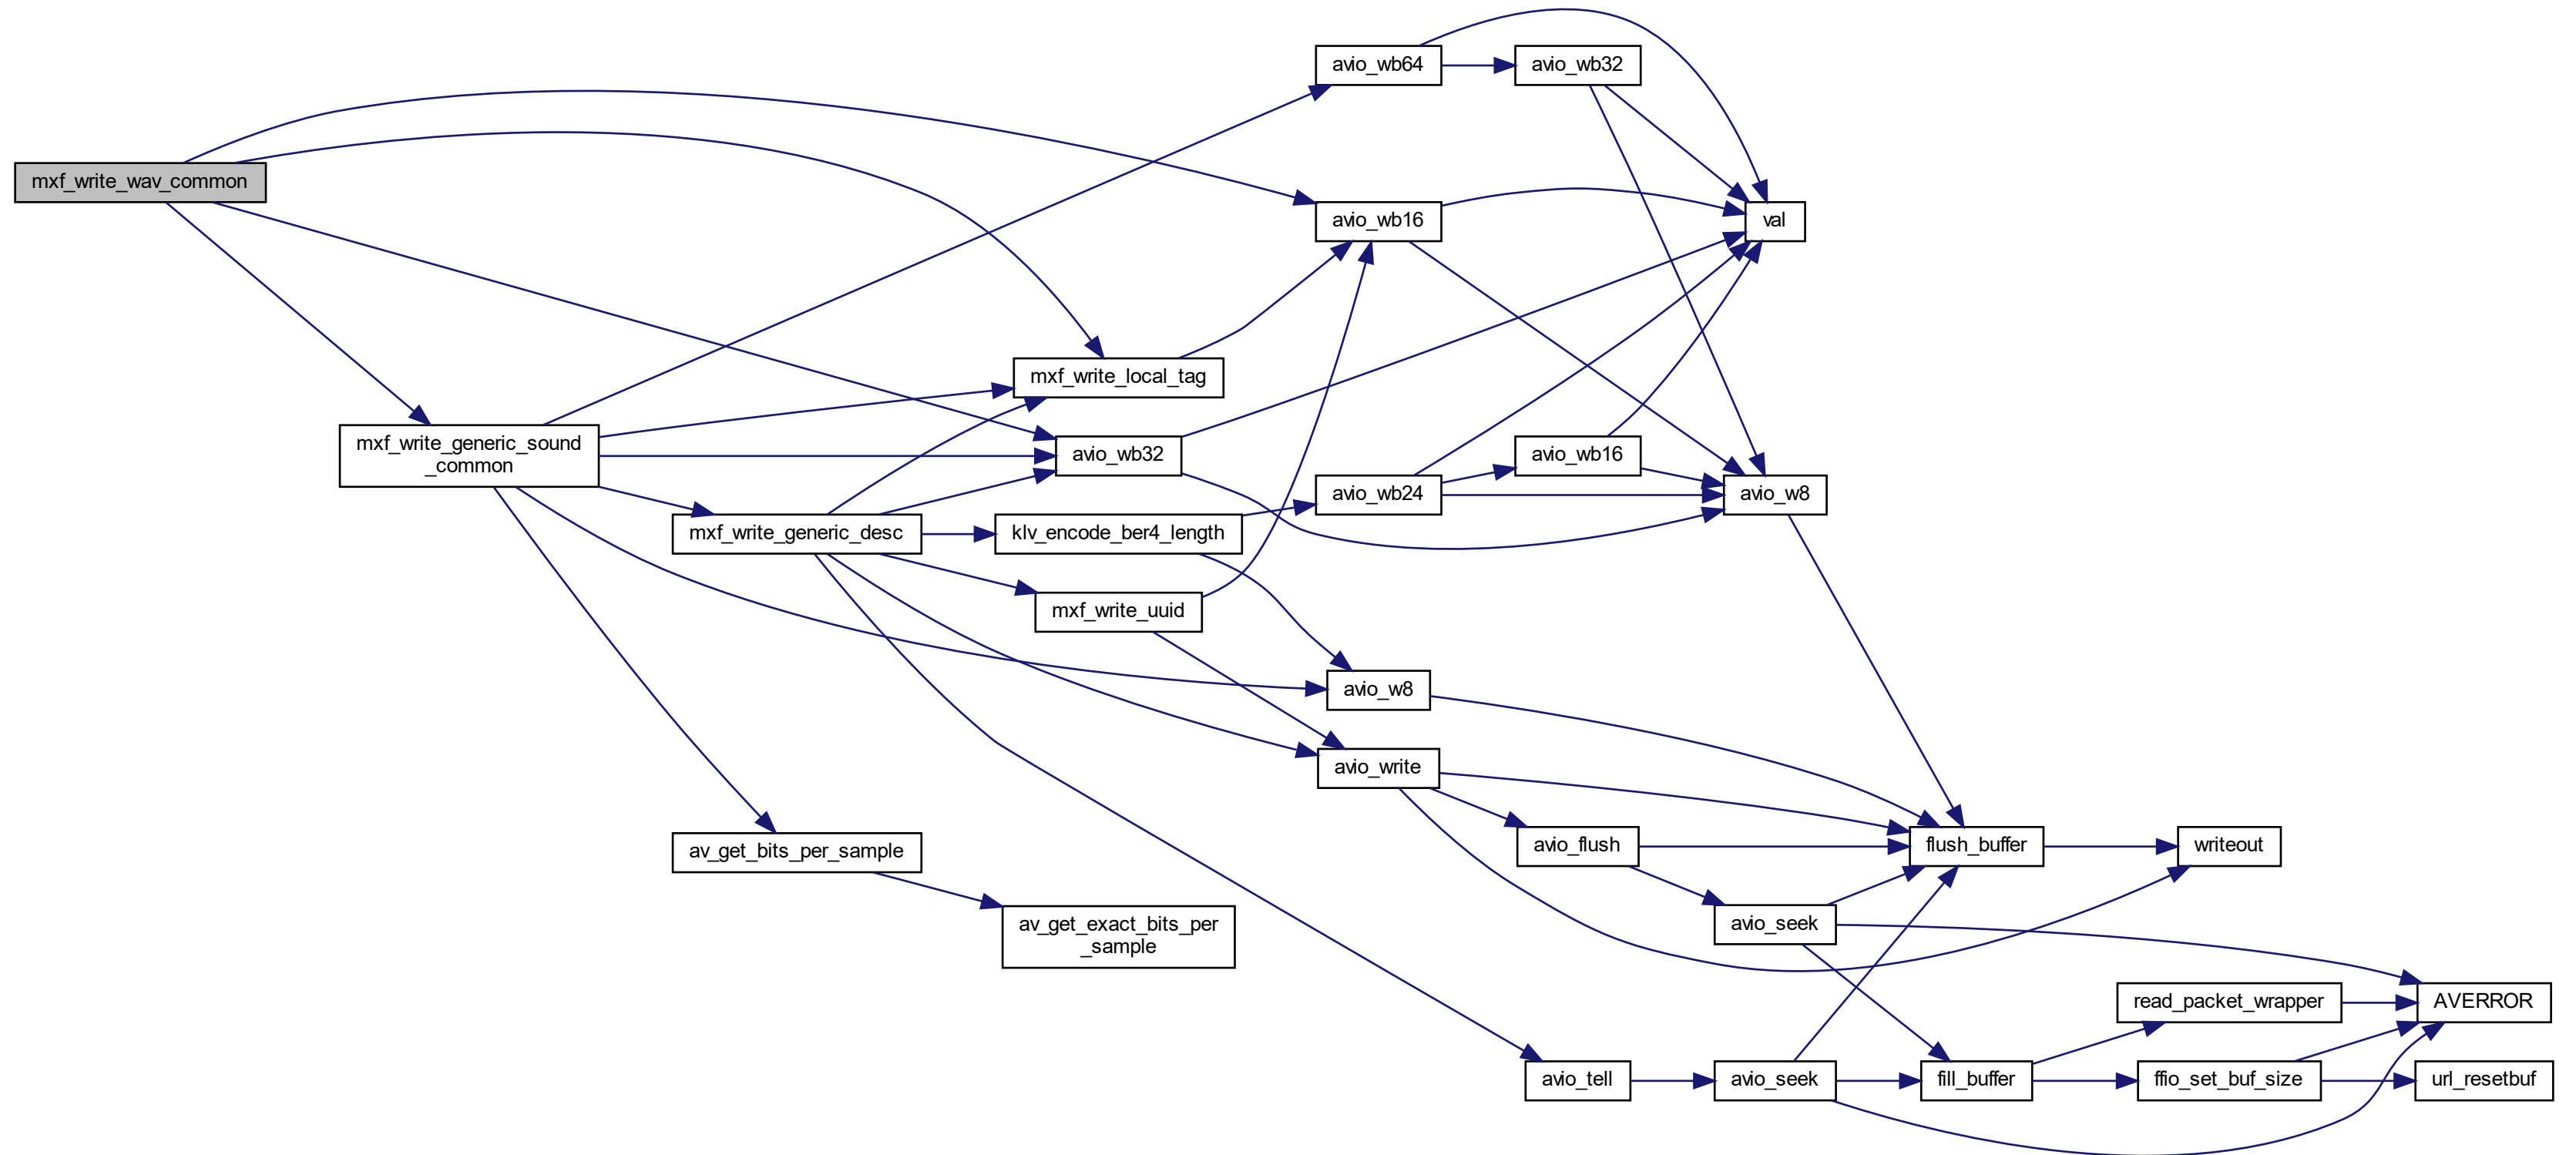 avio_wb64
avio_wb32
mxf_write_wav_common
avio_wb16
val
mxf_write_local_tag
mxf_write_generic_sound
_common
avio_wb32
avio_wb16
avio_wb24
avio_w8
mxf_write_generic_desc
klv_encode_ber4_length
mxf_write_uuid
avio_w8
avio_write
av_get_bits_per_sample
avio_flush
flush_buffer
writeout
av_get_exact_bits_per
_sample
avio_seek
read_packet_wrapper
AVERROR
avio_tell
avio_seek
fill_buffer
ffio_set_buf_size
url_resetbuf